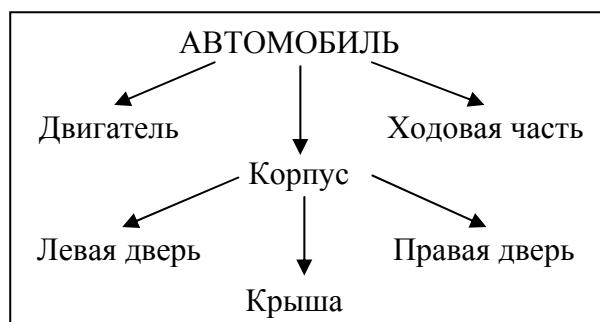 АВТОМОБИЛЬ
Двигатель
Ходовая часть
Корпус
Левая дверь
Правая дверь
Крыша